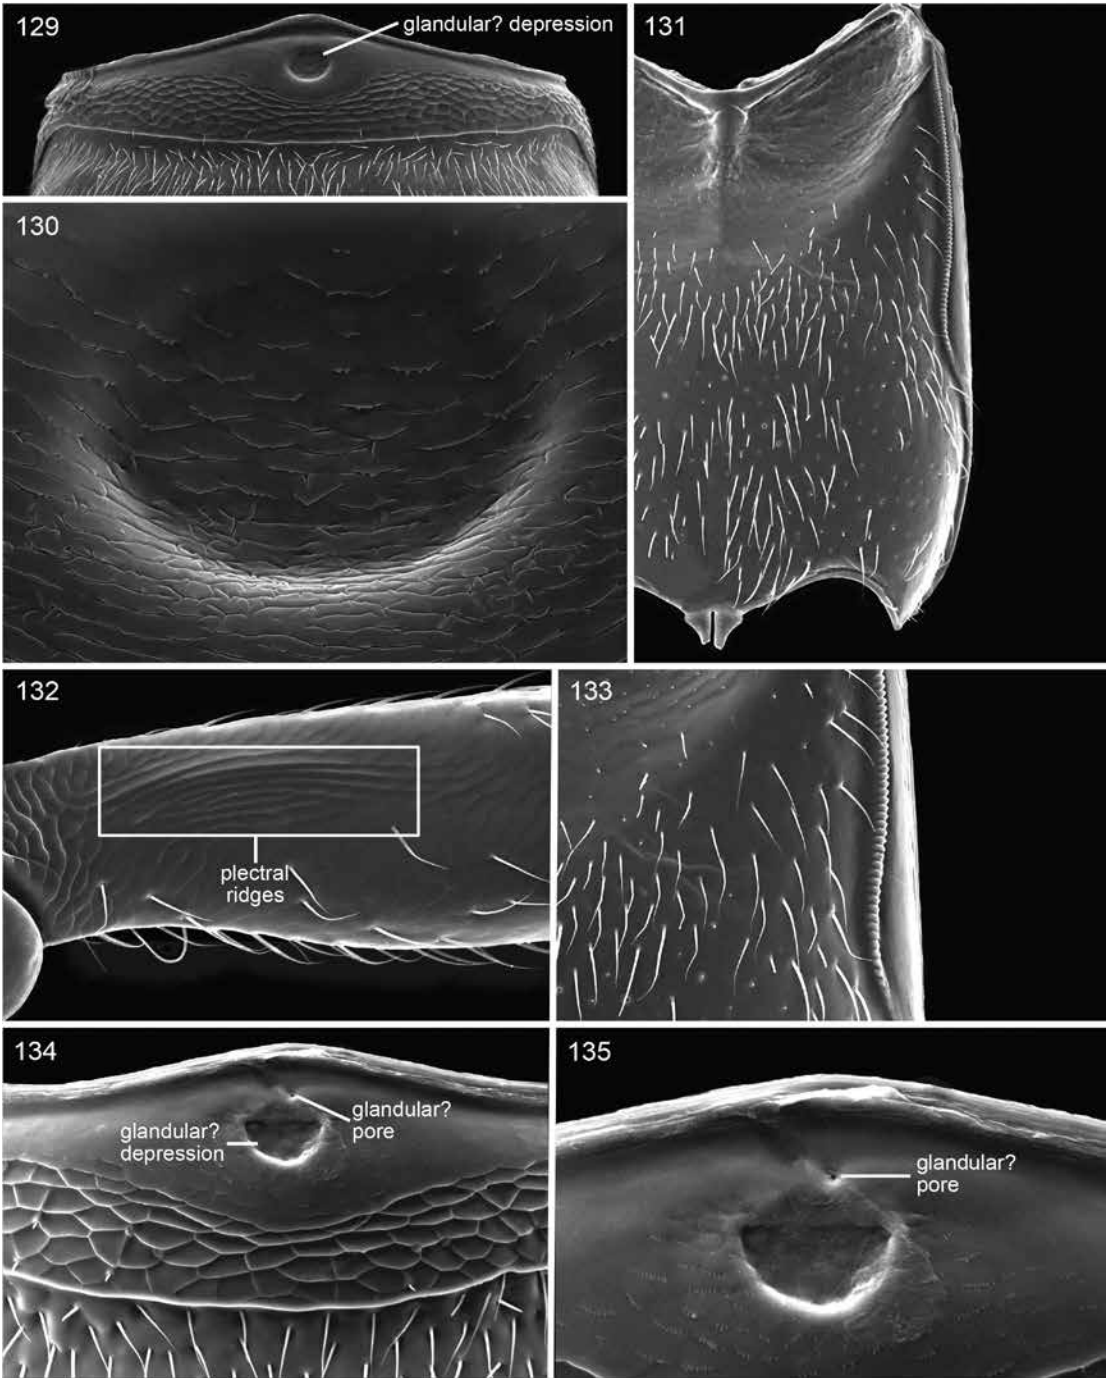 129
glandular? depression
131
130
132
plectral
ridges
133
134
glandular?
pore
glandular?
depression
135
glandular?
pore